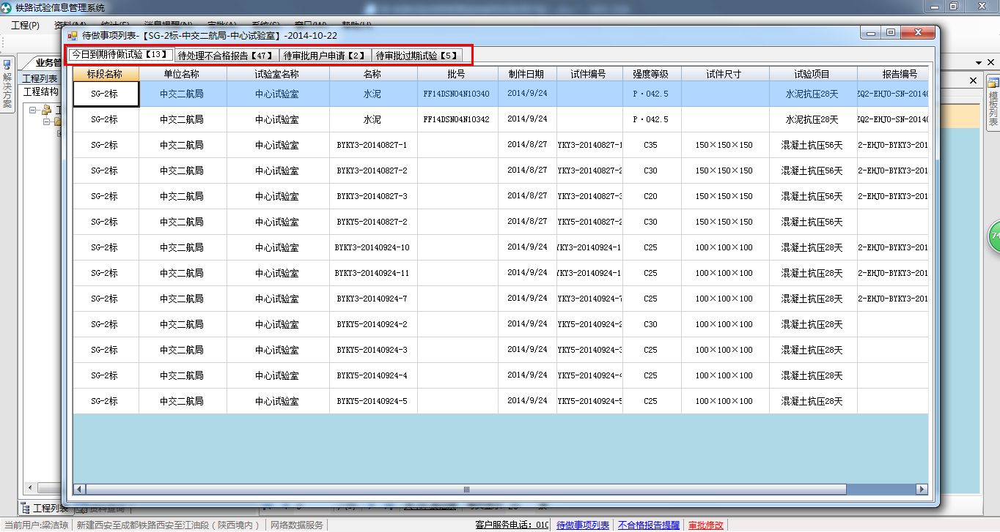 铁路试验信息管理系统
工程(P)
待做事项列表-【SG-2标-中交二航局-中心试验室】-2014-10-22
今日到期待做试验【13】 待处理不合格报告【47】 待审批用户申请【2】 待审批过期试验【5】
解决方案
业务管
工程列表
工程结构
标段名称 单位名称 试验室名称 名称 批号 制件日期 试件编号 强度等级 试件尺寸 试验项目 报告编号
SG-2标 中交二航局 中心试验室 水泥 FF14DSN04N10340 2014/9/24 P·O42.5 水泥抗压28天 ZQ2-EHJO-SN-20140
SG-2标 中交二航局 中心试验室 水泥 FF14DSN04N10342 2014/9/24 P·O42.5 水泥抗压28天 ZQ2-EHJO-SN-20140
SG-2标 中交二航局 中心试验室 BYKY3-20140827-1 2014/8/27 YKY3-20140827-1 C35 150×150×150 混凝土抗压56天 2-EHJO-BYKY3-201
SG-2标 中交二航局 中心试验室 BYKY3-20140827-2 2014/8/27 YKY3-20140827-2 C30 150×150×150 混凝土抗压56天 2-EHJO-BYKY3-201
SG-2标 中交二航局 中心试验室 BYKY3-20140827-3 2014/8/27 YKY3-20140827-3 C20 150×150×150 混凝土抗压56天 2-EHJO-BYKY3-201
SG-2标 中交二航局 中心试验室 BYKY5-20140827-2 2014/8/27 YKY5-20140827-2 C30 150×150×150 混凝土抗压56天
SG-2标 中交二航局 中心试验室 BYKY3-20140924-10 2014/9/24 YKY3-20140924-1 C25 100×100×100 混凝土抗压28天 2-EHJO-BYKY3-201
SG-2标 中交二航局 中心试验室 BYKY3-20140924-11 2014/9/24 YKY3-20140924-1 C25 100×100×100 混凝土抗压28天 2-EHJO-BYKY3-201
SG-2标 中交二航局 中心试验室 BYKY3-20140924-7 2014/9/24 YKY3-20140924-7 C25 100×100×100 混凝土抗压28天 2-EHJO-BYKY3-201
SG-2标 中交二航局 中心试验室 BYKY5-20140924-2 2014/9/24 YKY5-20140924-2 C30 100×100×100 混凝土抗压28天
SG-2标 中交二航局 中心试验室 BYKY5-20140924-3 2014/9/24 YKY5-20140924-3 C25 100×100×100 混凝土抗压28天
SG-2标 中交二航局 中心试验室 BYKY5-20140924-4 2014/9/24 YKY5-20140924-4 C25 100×100×100 混凝土抗压28天
SG-2标 中交二航局 中心试验室 BYKY5-20140924-5 2014/9/24 YKY5-20140924-5 C25 100×100×100 混凝土抗压28天
模板列表
74
工程列表 资料查询
当前用户:梁洁琼 新建西安至成都铁路西安至江油段（陕西境内） 网络数据服务 客户服务电话：010 待做事项列表 不合格报告提醒 审批修改